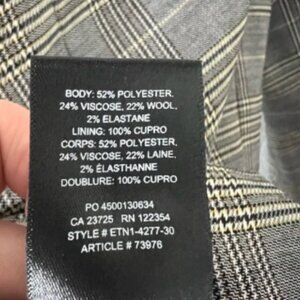 BODY: 52% POLYESTER,
24% VISCOSE, 22% WOOL,
2% ELASTANE
LINING: 100% CUPRO
CORPS: 52% POLYESTER,
24% VISCOSE, 22% LAINE,
2% ÉLASTHANNE
DOUBLURE: 100% CUPRO
PO 4500130634
CA 23725 RN 122354
STYLE # ETN1-4277-30
ARTICLE # 73976